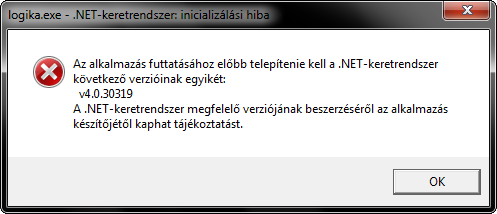 logika.exe - .NET-keretrendszer: inicializálási hiba
Az alkalmazás futtatásához előbb telepítenie kell a .NET-keretrendszer
következő verzióinak egyikét:
v4.0.30319
A .NET-keretrendszer megfelelő verziójának beszerzéséről az alkalmazás
készítőjétől kaphat tájékoztatást.
OK